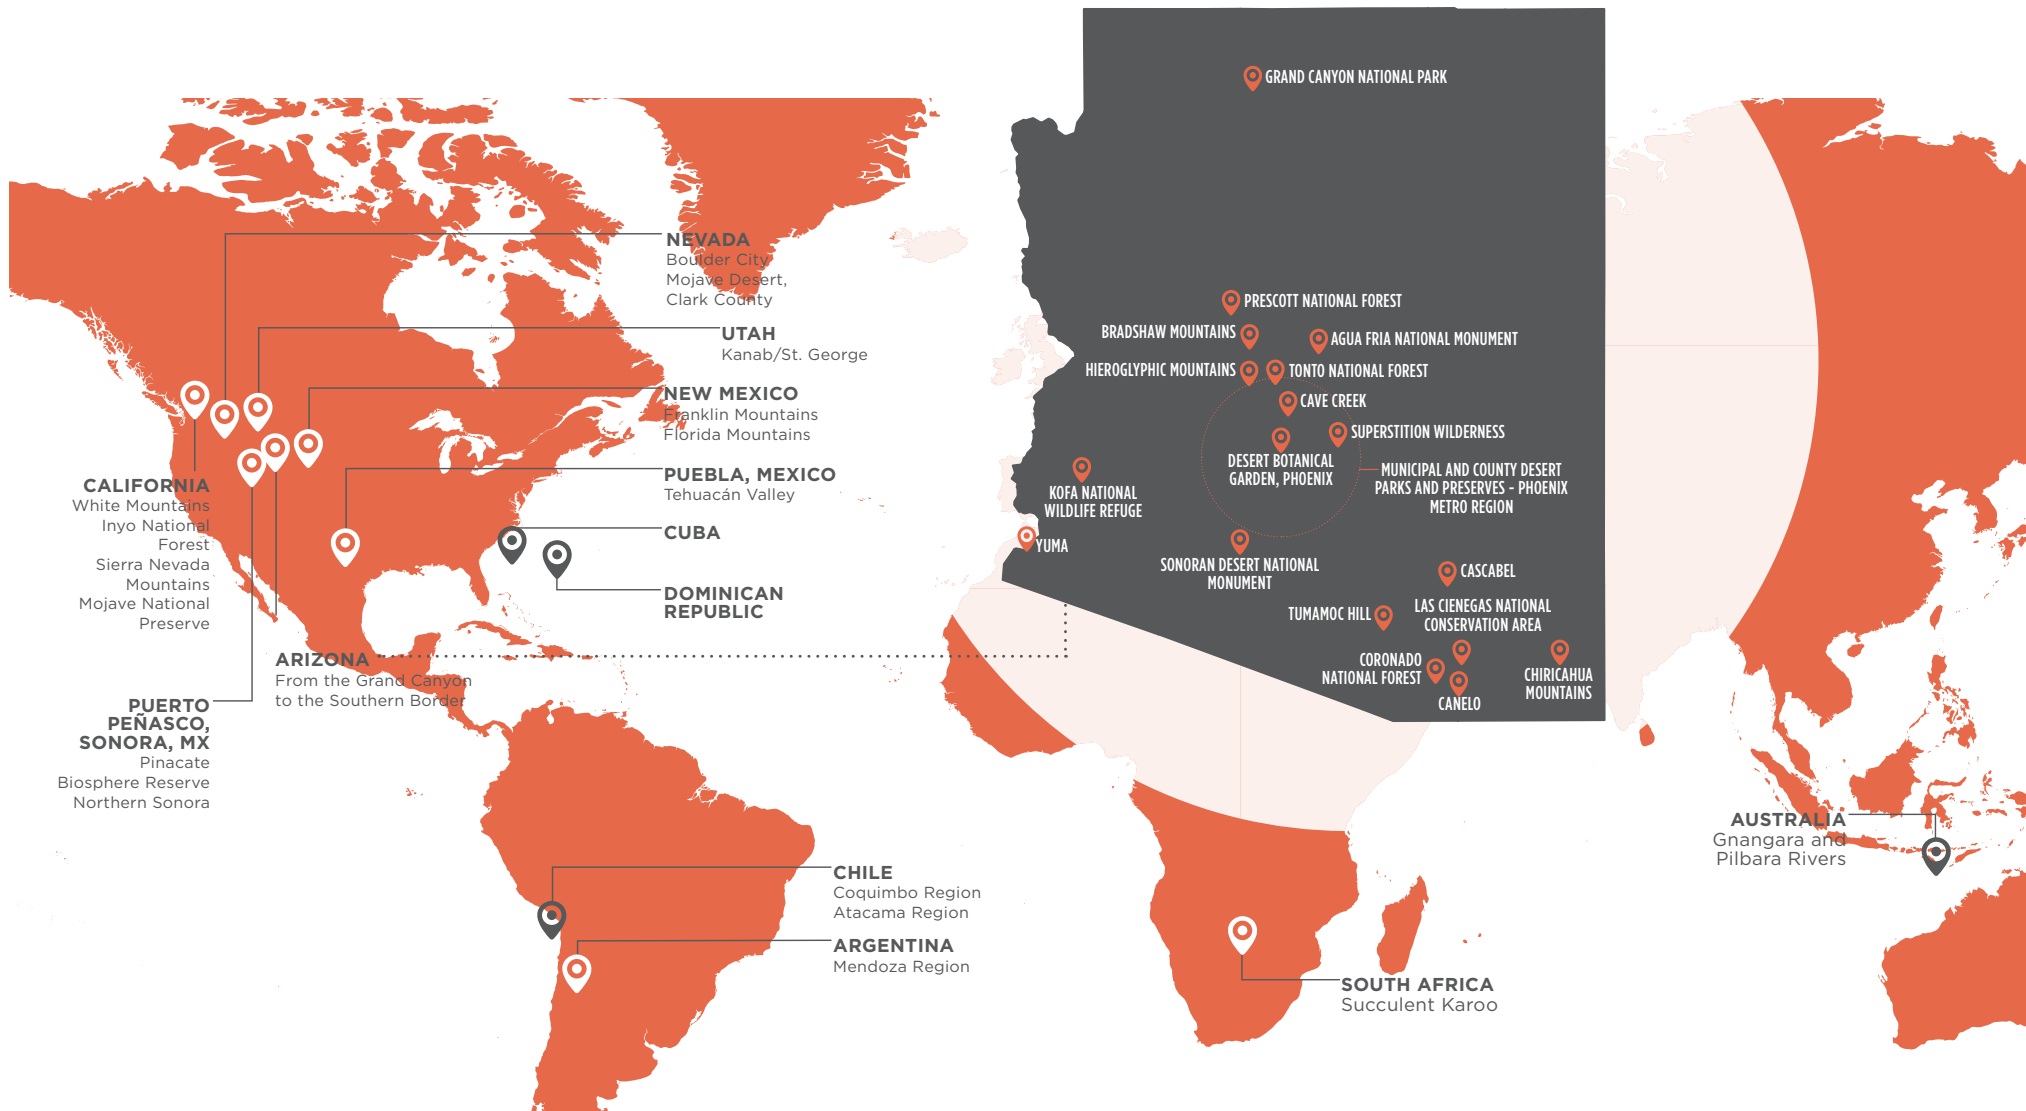 NEVADA
Boulder City
Mojave Desert,
Clark County
UTAH
Kanab/St. George
NEW MEXICO
Franklin Mountains
Florida Mountains
PUEBLA, MEXICO
Tehuacán Valley
CUBA
DOMINICAN
REPUBLIC
CALIFORNIA
White Mountains
Inyo National
Forest
Sierra Nevada
Mountains
Mojave National
Preserve
ARIZONA
From the Grand Canyon
to the Southern Border
PUERTO
PEÑASCO,
SONORA, MX
Pinacate
Biosphere Reserve
Northern Sonora
CHILE
Coquimbo Region
Atacama Region
ARGENTINA
Mendoza Region
GRAND CANYON NATIONAL PARK
PRESCOTT NATIONAL FOREST
BRADSHAW MOUNTAINS
AGUA FRIA NATIONAL MONUMENT
HIEROGLYPHIC MOUNTAINS
TONTO NATIONAL FOREST
CAVE CREEK
SUPERSTITION WILDERNESS
DESERT BOTANICAL
GARDEN, PHOENIX
MUNICIPAL AND COUNTY DESERT
PARKS AND PRESERVES - PHOENIX
METRO REGION
KOFA NATIONAL
WILDLIFE REFUGE
YUMA
SONORAN DESERT NATIONAL
MONUMENT
CASCABEL
TUMAMOC HILL
LAS CIENEGAS NATIONAL
CONSERVATION AREA
CORONADO
NATIONAL FOREST
CANELO
CHIRICAHUA
MOUNTAINS
SOUTH AFRICA
Succulent Karoo
AUSTRALIA
Gnangara and
Pilbara Rivers